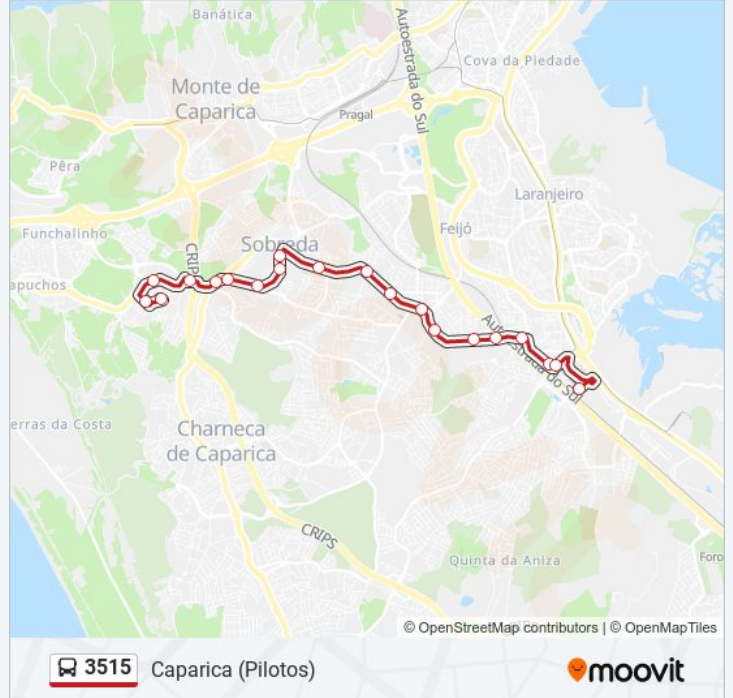 Banática
Autoestrada do Sul
Cova da Piedade
Monte de
Caparica
Pragal
Pêra
Laranjeiro
Funchalinho
Feijó
Sobreda
CRIPS
apuchos
Autoestrada do Sul
erras da Costa
Charneca
de Caparica
CRIPS
Quinta da Aniza
Foro
© OpenStreetMap contributors | © OpenMapTiles
3515 Caparica (Pilotos)
moovit